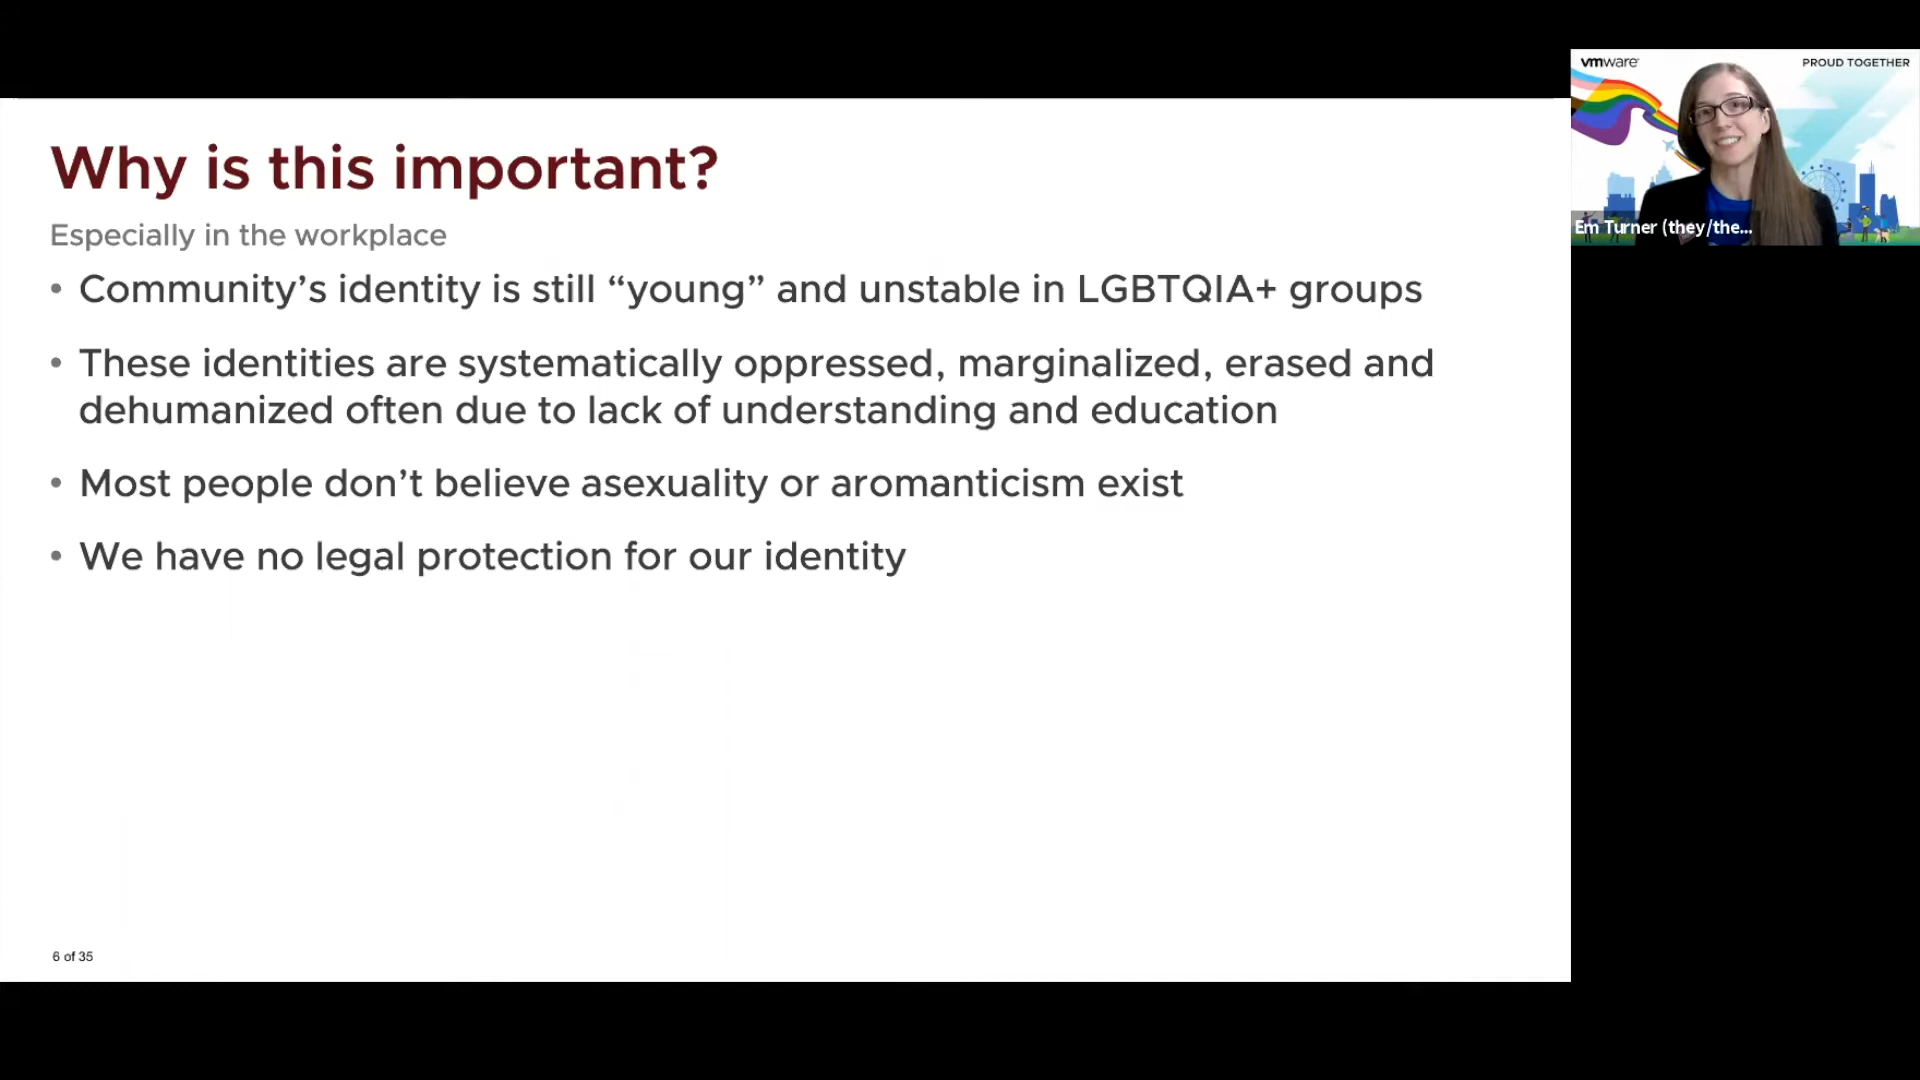 Why is this important?
Especially in the workplace
• Community’s identity is still “young” and unstable in LGBTQIA+ groups
• These identities are systematically oppressed, marginalized, erased and
dehumanized often due to lack of understanding and education
• Most people don’t believe asexuality or aromanticism exist
• We have no legal protection for our identity
6 of 35
vmware
PROUD TOGETHER
Em Turner (they/the...